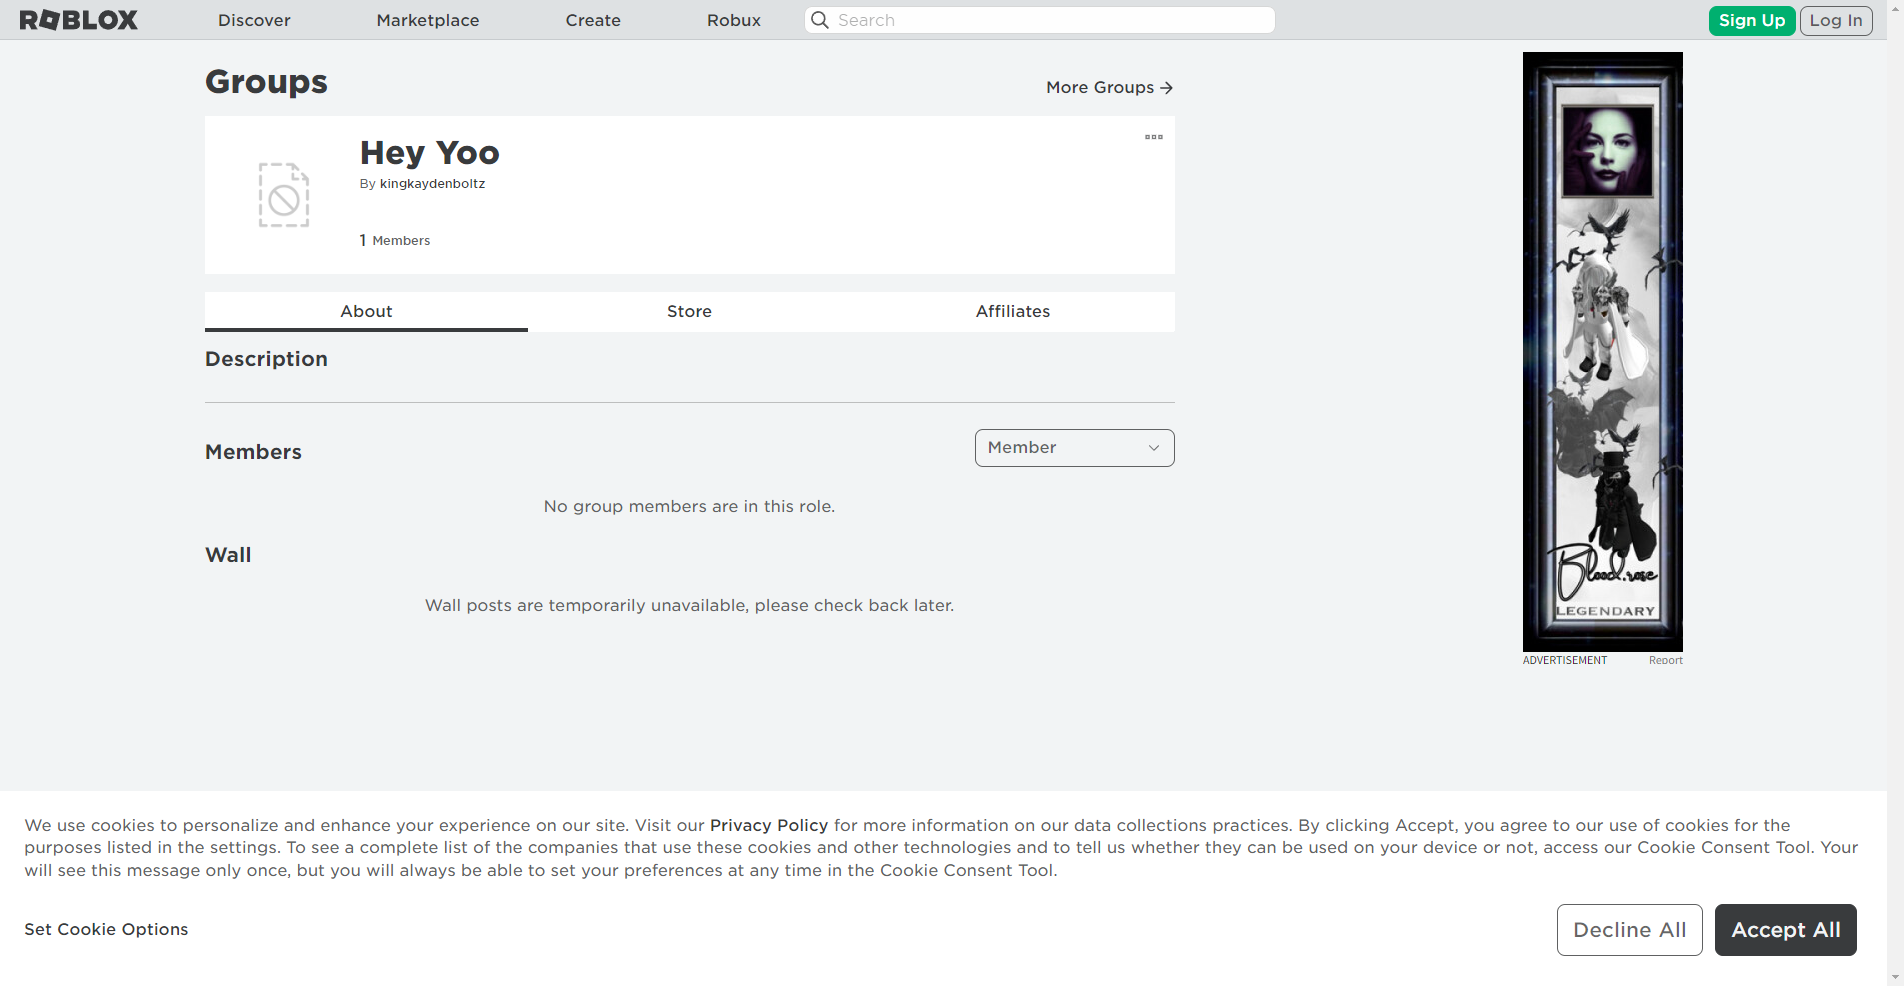 ROBLOX Discover Marketplace Create Robux Search Sign Up Log In
Groups
More Groups
Hey Yoo
By kingkaydenboltz
1 Members
About Store Affiliates
Description
Members
Member
No group members are in this role.
Wall
Wall posts are temporarily unavailable, please check back later.
Blood.rose
LEGENDARY
ADVERTISEMENT Report
We use cookies to personalize and enhance your experience on our site. Visit our Privacy Policy for more information on our data collections practices. By clicking Accept, you agree to our use of cookies for the
purposes listed in the settings. To see a complete list of the companies that use these cookies and other technologies and to tell us whether they can be used on your device or not, access our Cookie Consent Tool. Your
will see this message only once, but you will always be able to set your preferences at any time in the Cookie Consent Tool.
Set Cookie Options
Decline All
Accept All